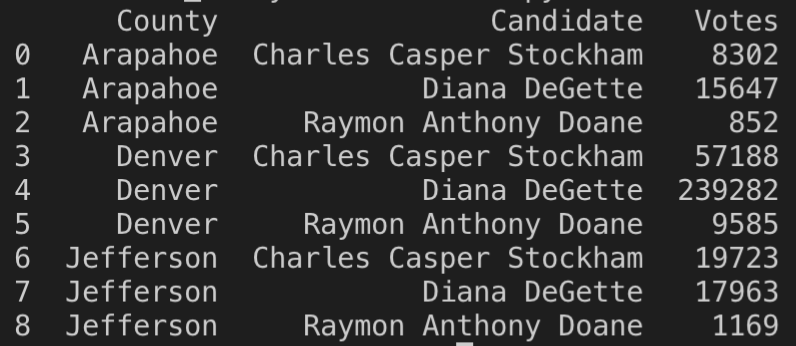 County Candidate Votes
0 Arapahoe Charles Casper Stockham 8302
1 Arapahoe Diana DeGette 15647
2 Arapahoe Raymon Anthony Doane 852
3 Denver Charles Casper Stockham 57188
4 Denver Diana DeGette 239282
5 Denver Raymon Anthony Doane 9585
6 Jefferson Charles Casper Stockham 19723
7 Jefferson Diana DeGette 17963
8 Jefferson Raymon Anthony Doane 1169